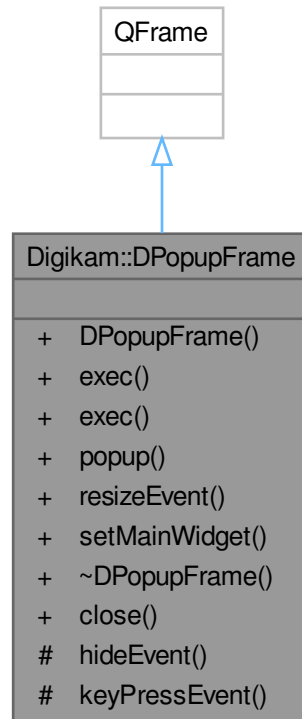 QFrame
Digikam::DPopupFrame
+ DPopupFrame()
+ exec()
+ exec()
+ popup()
+ resizeEvent()
+ setMainWidget()
+ ~DPopupFrame()
+ close()
# hideEvent()
# keyPressEvent()